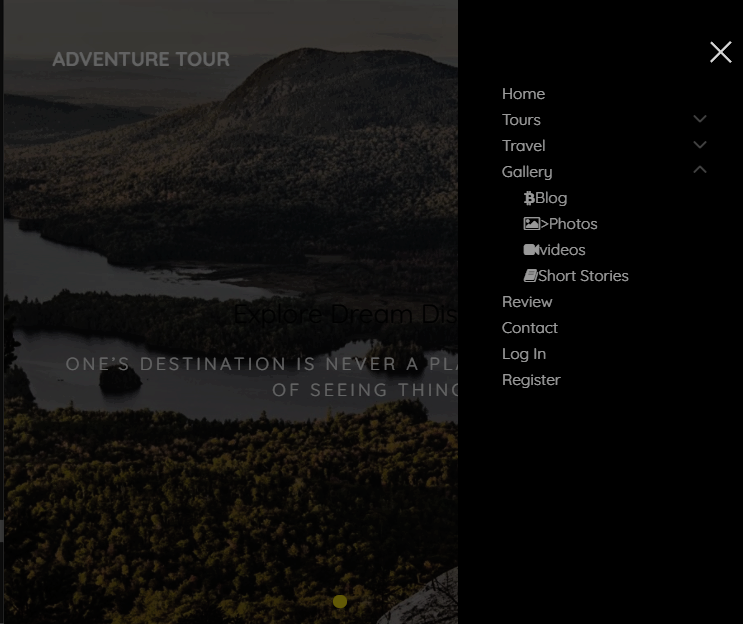 ADVENTURE TOUR
Home
Tours
Travel
Gallery
Blog
>Photos
videos
Short Stories
Review
Contact
Log In
Register
Explore Dream Dis
ONE'S DESTINATION IS NEVER A PLA
OF SEEING THING